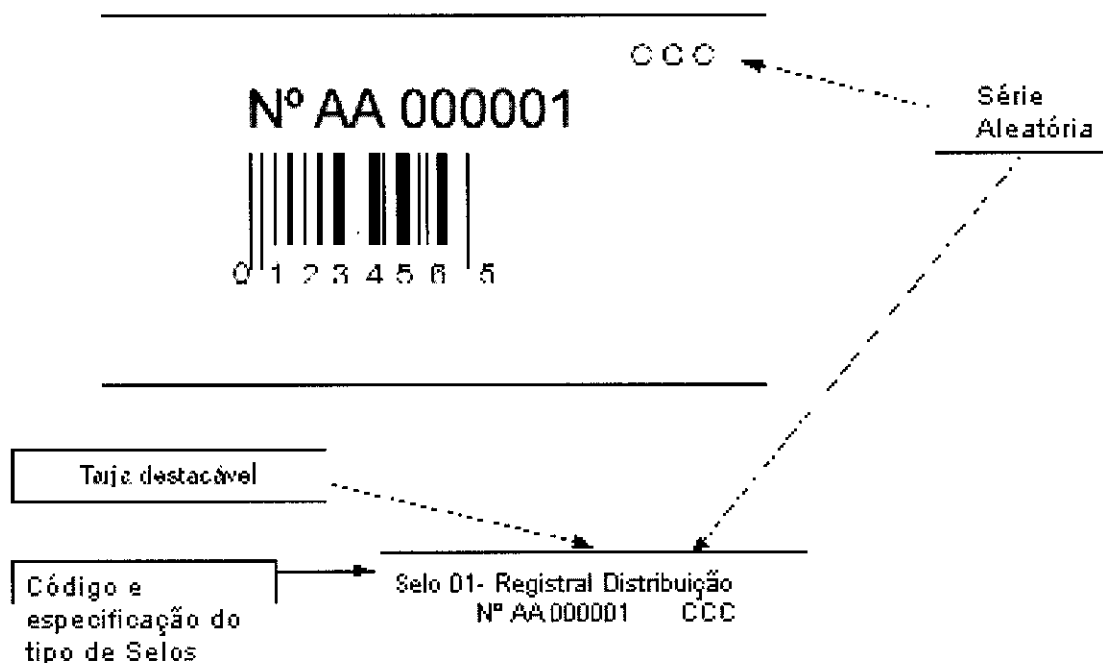 CCC
Nº AA 000001
0 1 2 3 4 5 6 5
Série
Aleatória
Tarja destacável
Código e
especificação do
tipo de Selos
Selo 01- Registral Distribuição
Nº AA 000001 CCC